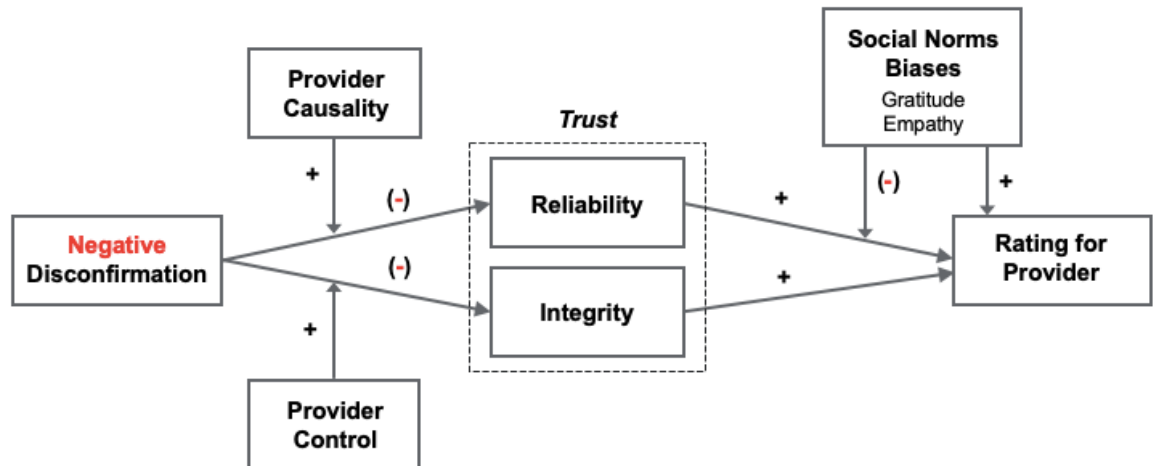 Social Norms
Biases
Gratitude
Empathy
Provider
Causality
Trust
+
(-)
+
(-)
+
Reliability
Negative
Disconfirmation
(-)
+
Rating for
Provider
Integrity
+
Provider
Control